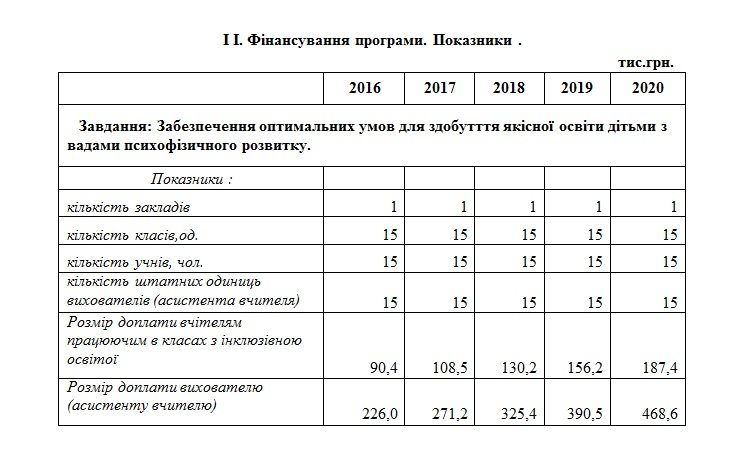 І І. Фінансування програми. Показники .
тис.грн.
2016 2017 2018 2019 2020
Завдання: Забезпечення оптимальних умов для здобутття якісної освіти дітьми з
вадами психофізичного розвитку.
Показники :
кількість закладів 1 1 1 1 1
кількість класів,од. 15 15 15 15 15
кількість учнів, чол. 15 15 15 15 15
кількість штатних одиниць
вихователів (асистента вчителя) 15 15 15 15 15
Розмір доплати вчітелям
працюючим в класах з інклюзівною
освітоі 90,4 108,5 130,2 156,2 187,4
Розмір доплати вихователю
(асистенту вчителю) 226,0 271,2 325,4 390,5 468,6